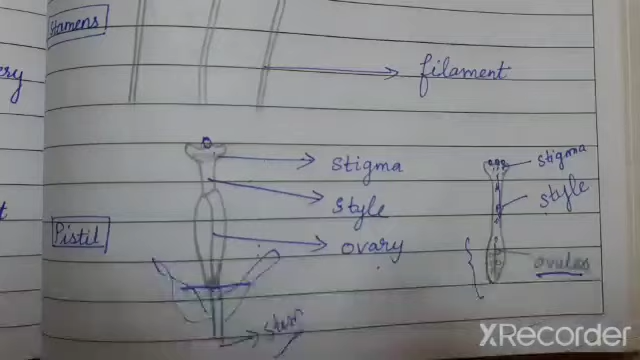 Stamens
filament
stigma
style
ovary
Pistil
stem
stigma
style
ovules
XRecorder